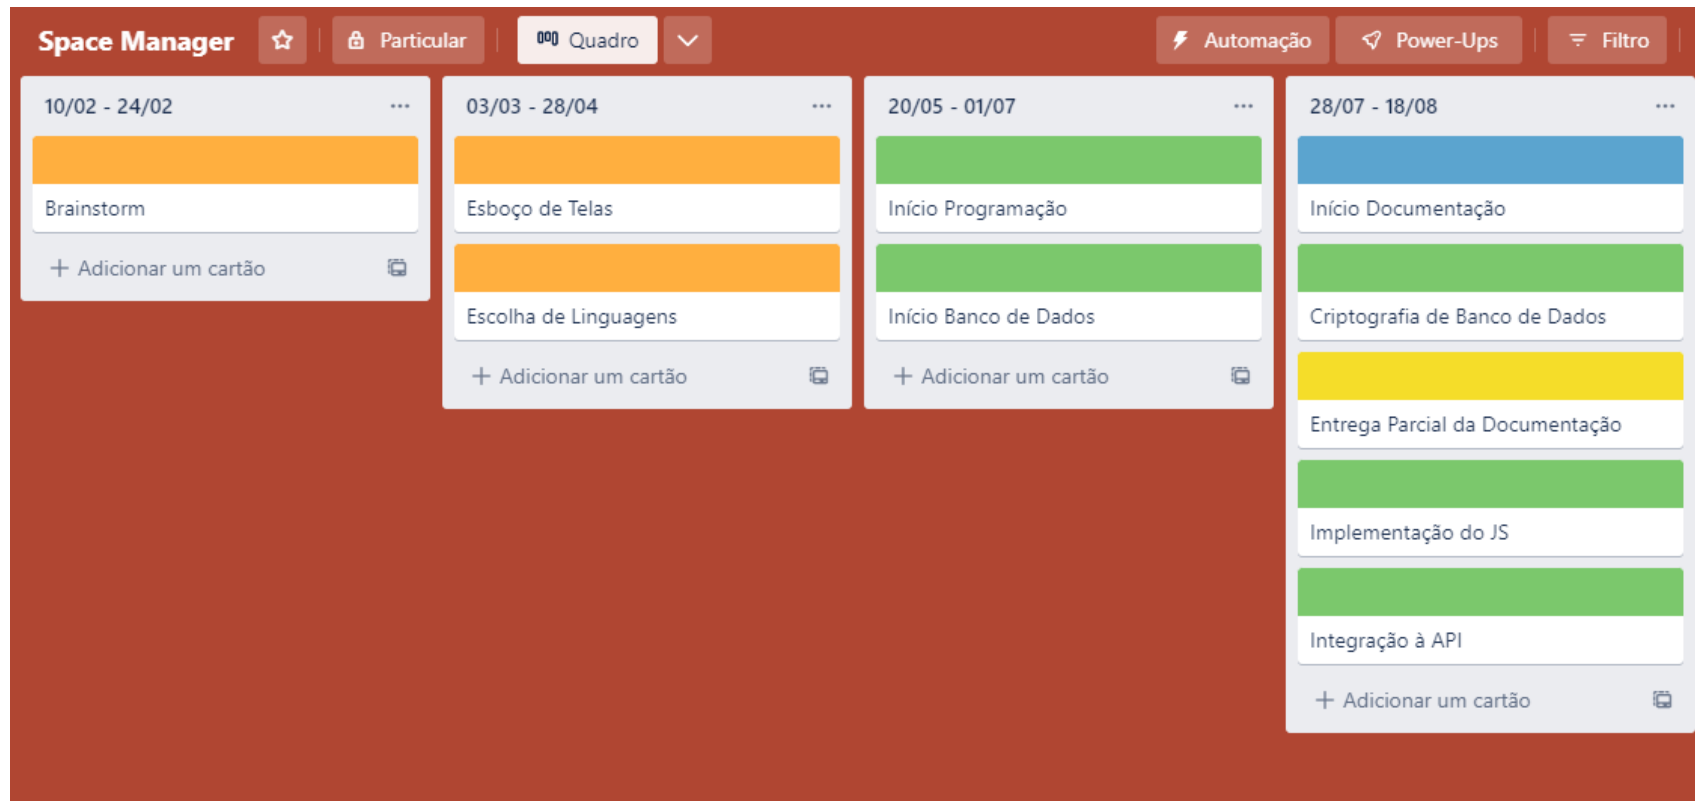 Space Manager
Particular
Quadro
Automação
Power-Ups
Filtro
10/02 - 24/02
Brainstorm
Adicionar um cartão
03/03 - 28/04
Esboço de Telas
Escolha de Linguagens
Adicionar um cartão
20/05 - 01/07
Início Programação
Início Banco de Dados
Adicionar um cartão
28/07 - 18/08
Início Documentação
Criptografia de Banco de Dados
Entrega Parcial da Documentação
Implementação do JS
Integração à API
Adicionar um cartão